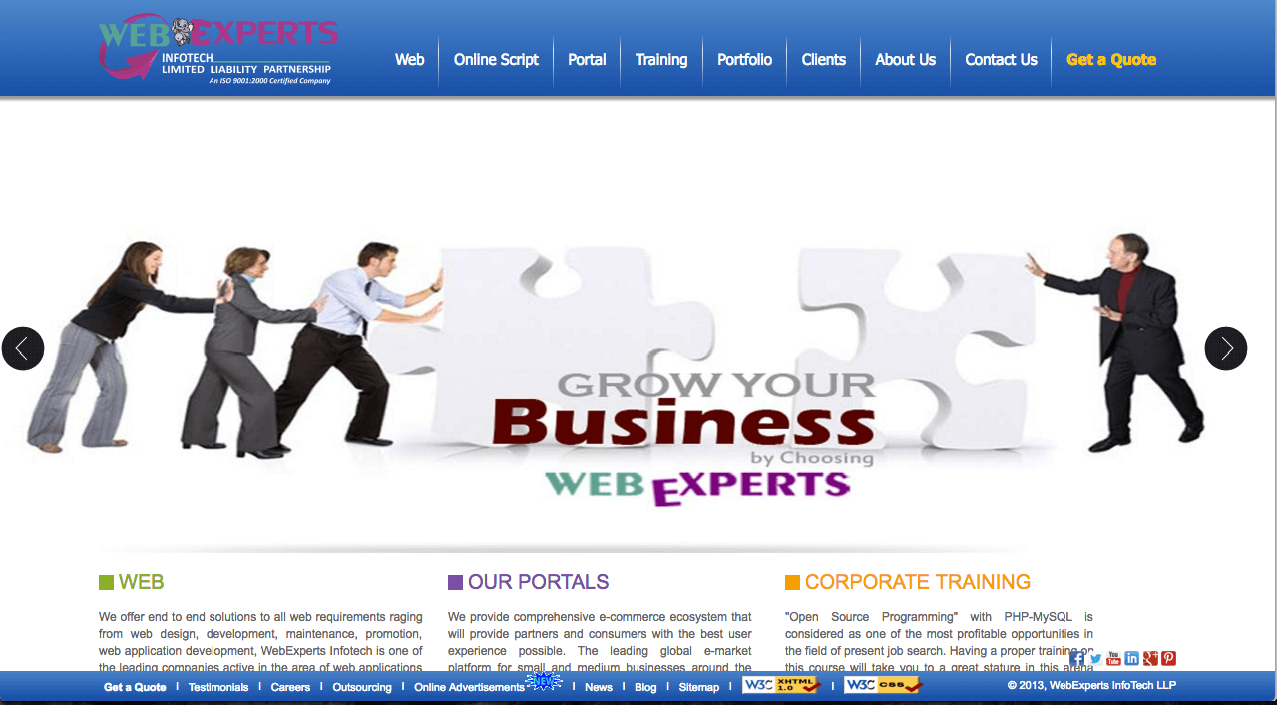 WEB EXPERTS
INFOTECH
LIMITED LIABILITY PARTNERSHIP
An ISO 9001:2000 Certified Company
Web Online Script Portal Training Portfolio Clients About Us Contact Us Get a Quote
GROW YOUR
Business
by Choosing
WEB EXPERTS
WEB
We offer end to end solutions to all web requirements raging
from web design, development, maintenance, promotion,
web application development, WebExperts Infotech is one of
the leading companies active in the area of web application
OUR PORTALS
We provide comprehensive e-commerce ecosystem that
will provide partners and consumers with the best user
experience possible. The leading global e-market
platform for small and medium businesses around the
CORPORATE TRAINING
"Open Source Programming" with PHP-MySQL is
considered as one of the most profitable opportunities in
the field of present job search. Having a proper training on
this course will take you to a great stature in this arena
You Tube
Get a Quote | Testimonials | Careers | Outsourcing | Online Advertisements NEW | News | Blog | Sitemap | W3C XHTML 1.0 | W3C CSS
© 2013, WebExperts InfoTech LLP